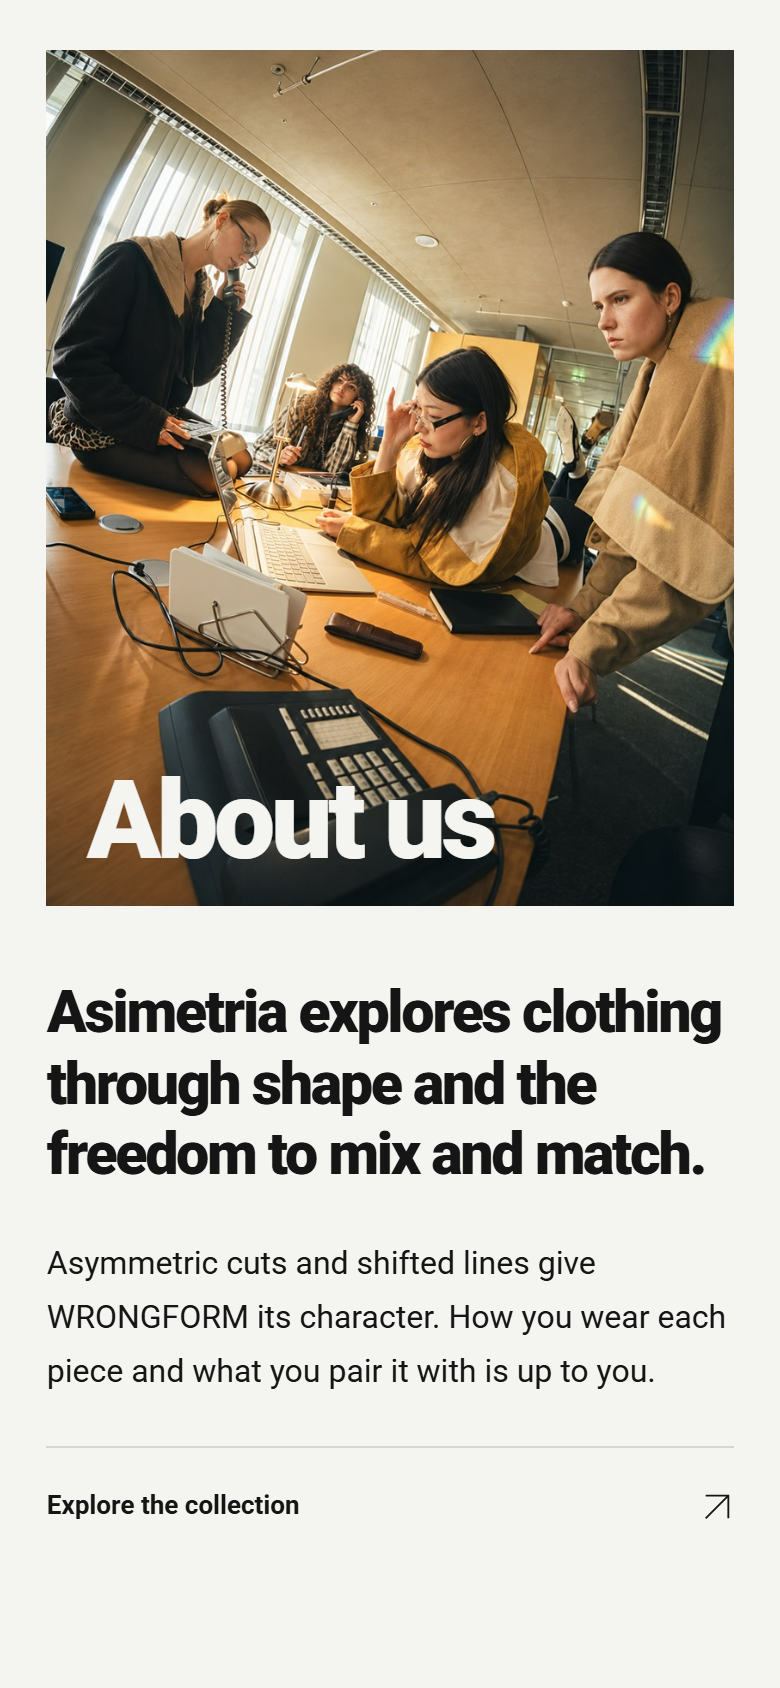 About us
Asimetria explores clothing
through shape and the
freedom to mix and match.
Asymmetric cuts and shifted lines give
WRONGFORM its character. How you wear each
piece and what you pair it with is up to you.
Explore the collection